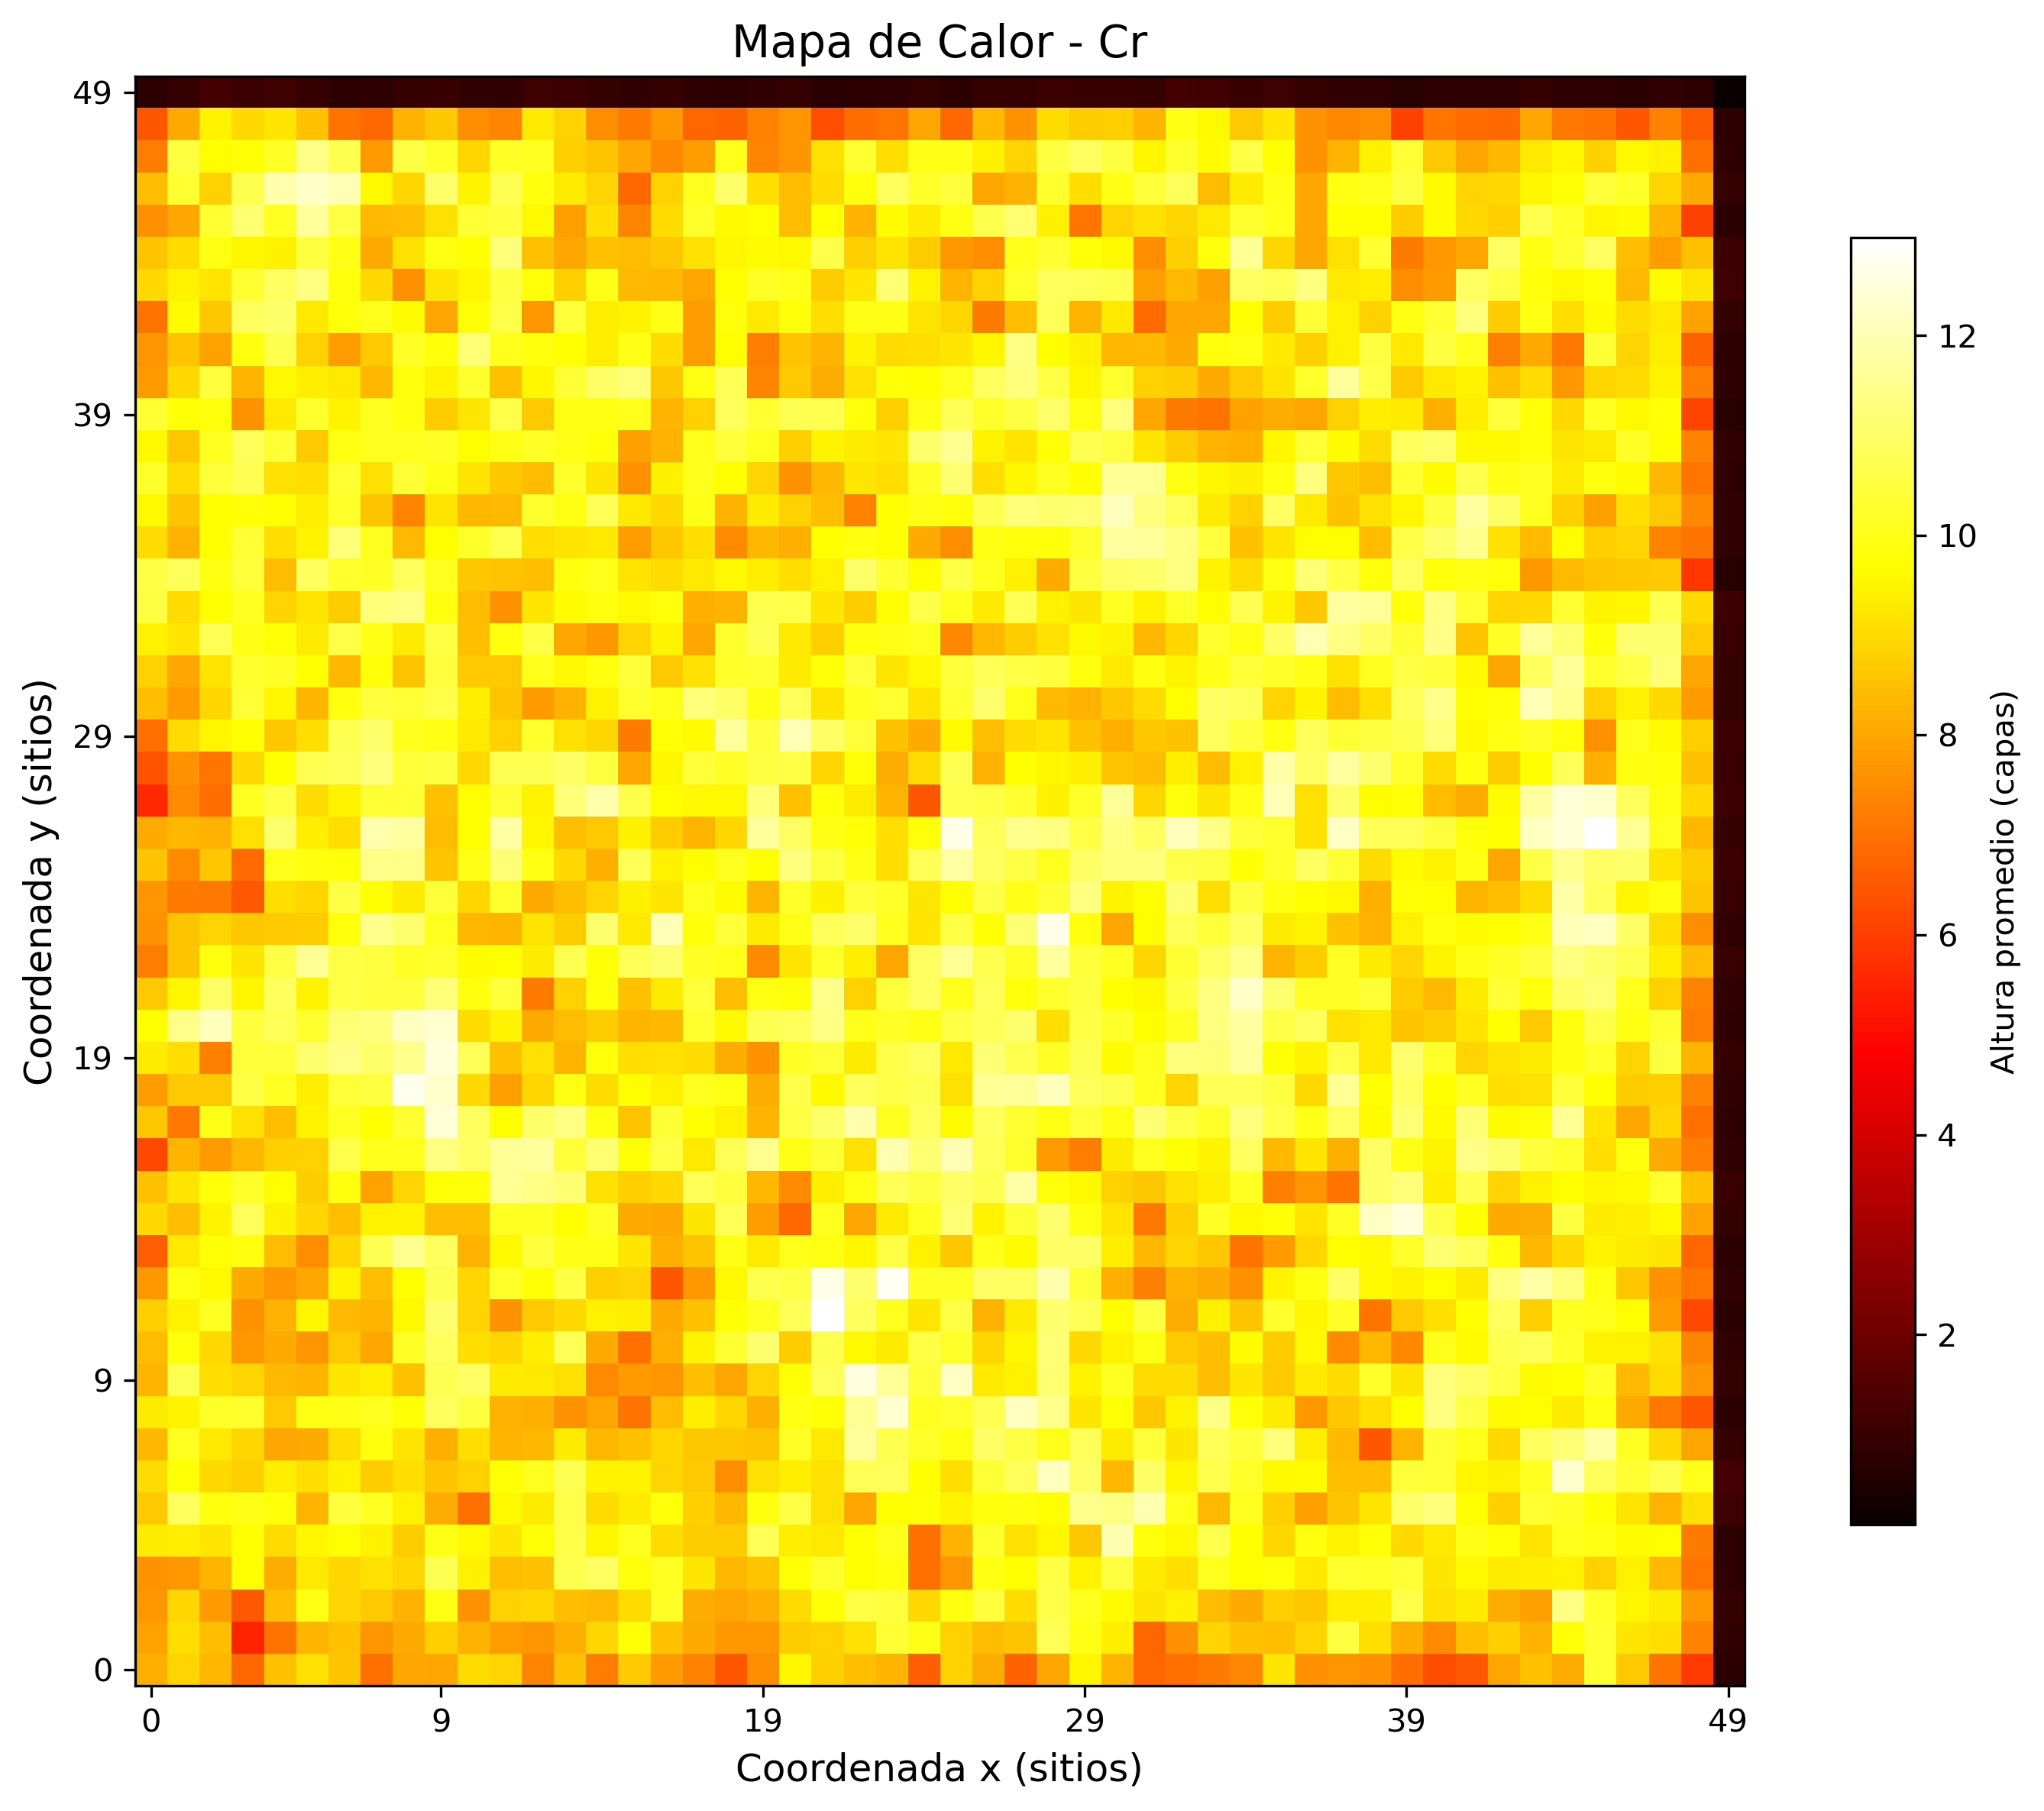 Mapa de Calor - Cr
Coordenada y (sitios)
49
39
29
19
9
0
0 9 19 29 39 49
Coordenada x (sitios)
12
10
8
6
4
2
Altura promedio (capas)